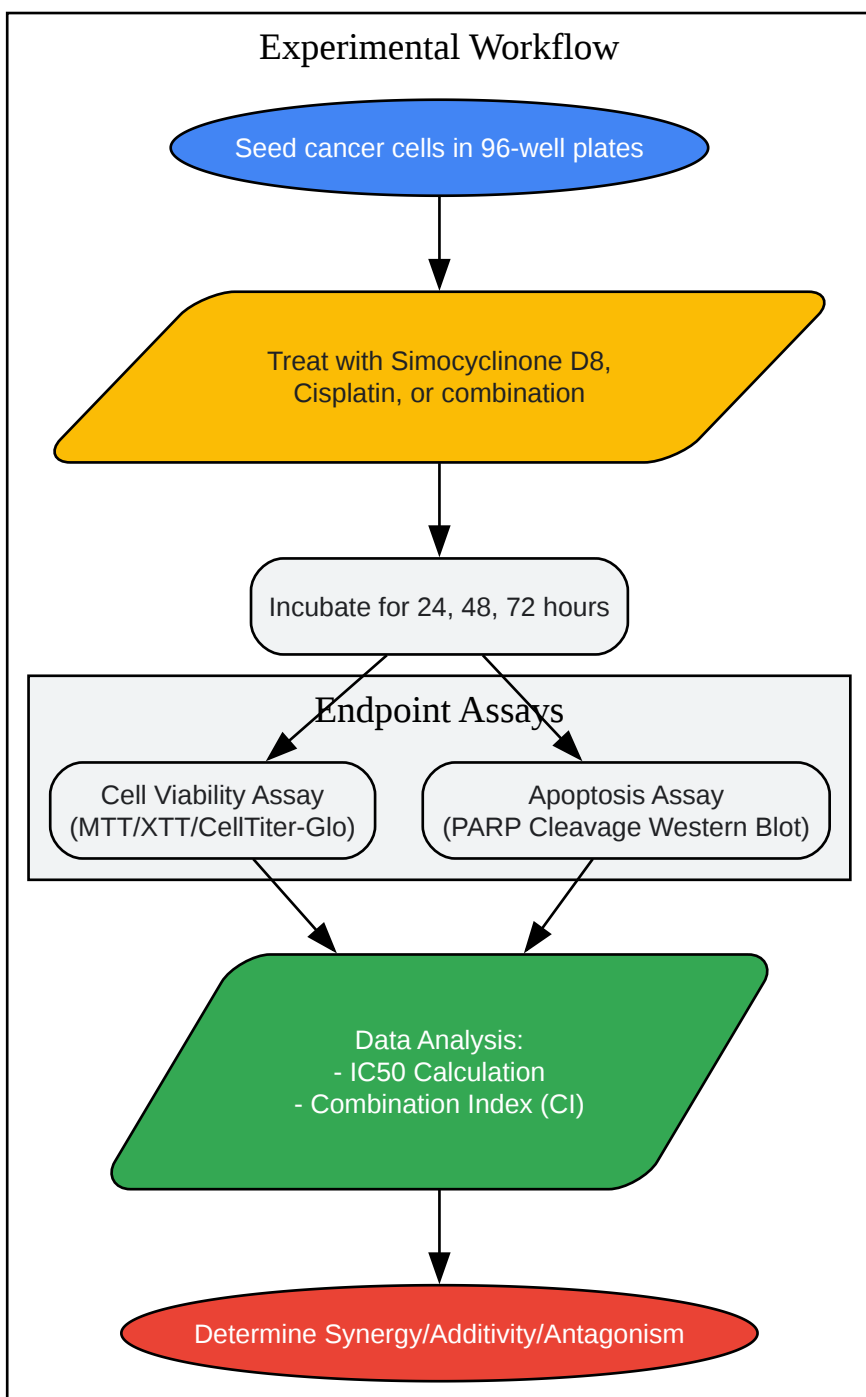 Experimental Workflow
Seed cancer cells in 96-well plates
Treat with Simocyclinone D8,
Cisplatin, or combination
Incubate for 24, 48, 72 hours
Endpoint Assays
Cell Viability Assay
(MTT/XTT/CellTiter-Glo)
Apoptosis Assay
(PARP Cleavage Western Blot)
Data Analysis:
- IC50 Calculation
- Combination Index (CI)
Determine Synergy/Additivity/Antagonism